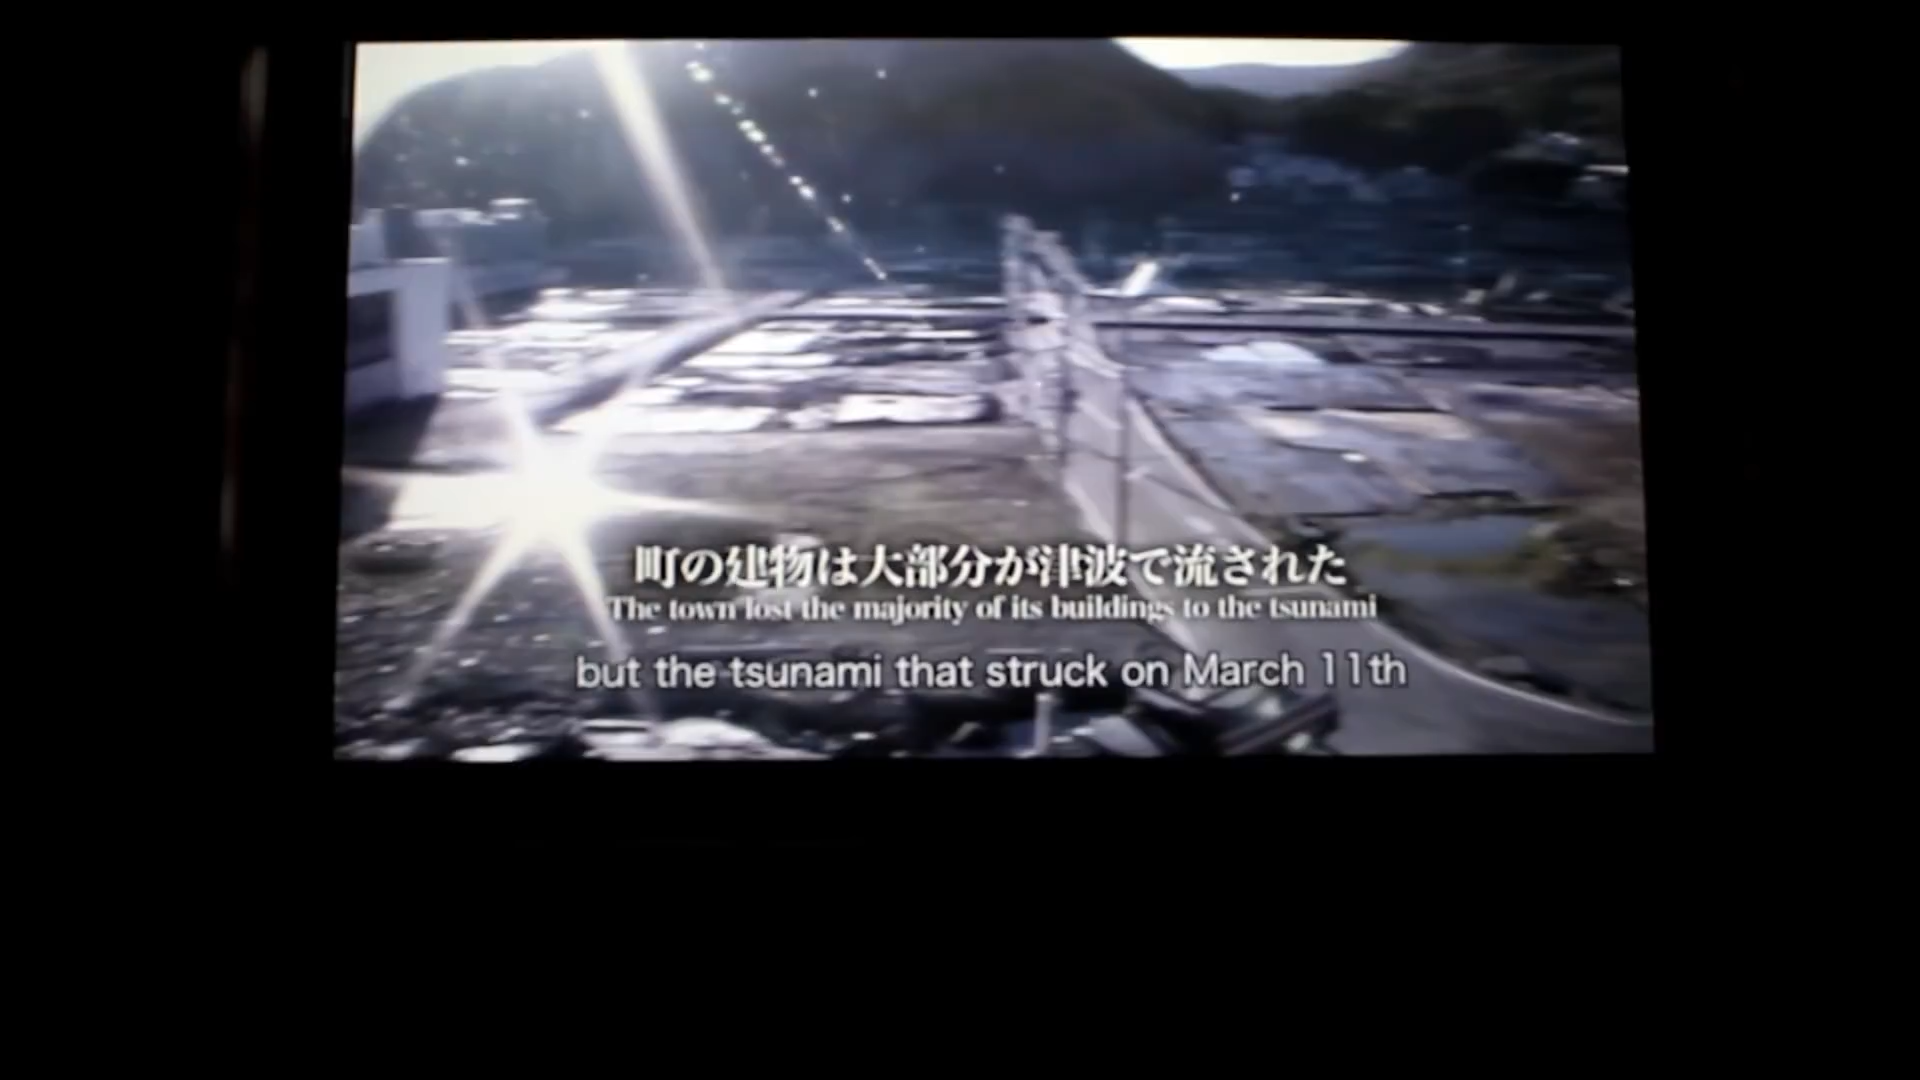 町の建物は大部分が津波で流された
The town lost the majority of its buildings to the tsunami
but the tsunami that struck on March 11th